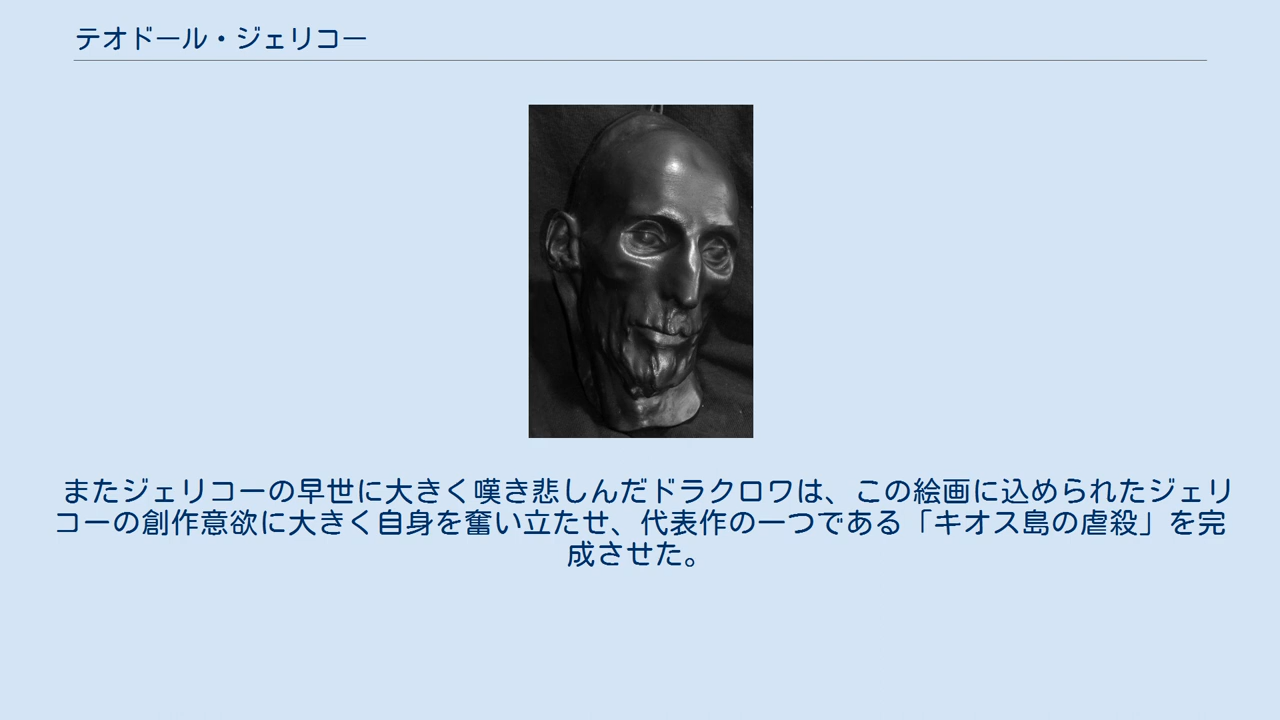 テオドール・ジェリコー
またジェリコーの早世に大きく嘆き悲しんだドラクロワは、この絵画に込められたジェリ
コーの創作意欲に大きく自身を奮い立たせ、代表作の一つである「キオス島の虐殺」を完
成させた。